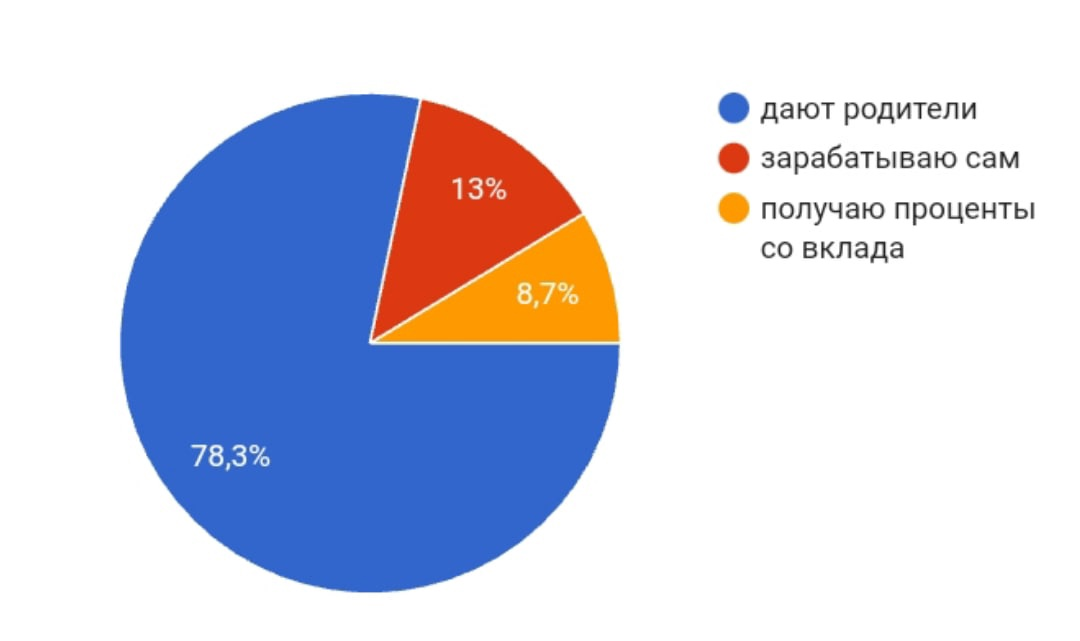 дают родители
зарабатываю сам
13%
получаю проценты
со вклада
8,7%
78,3%